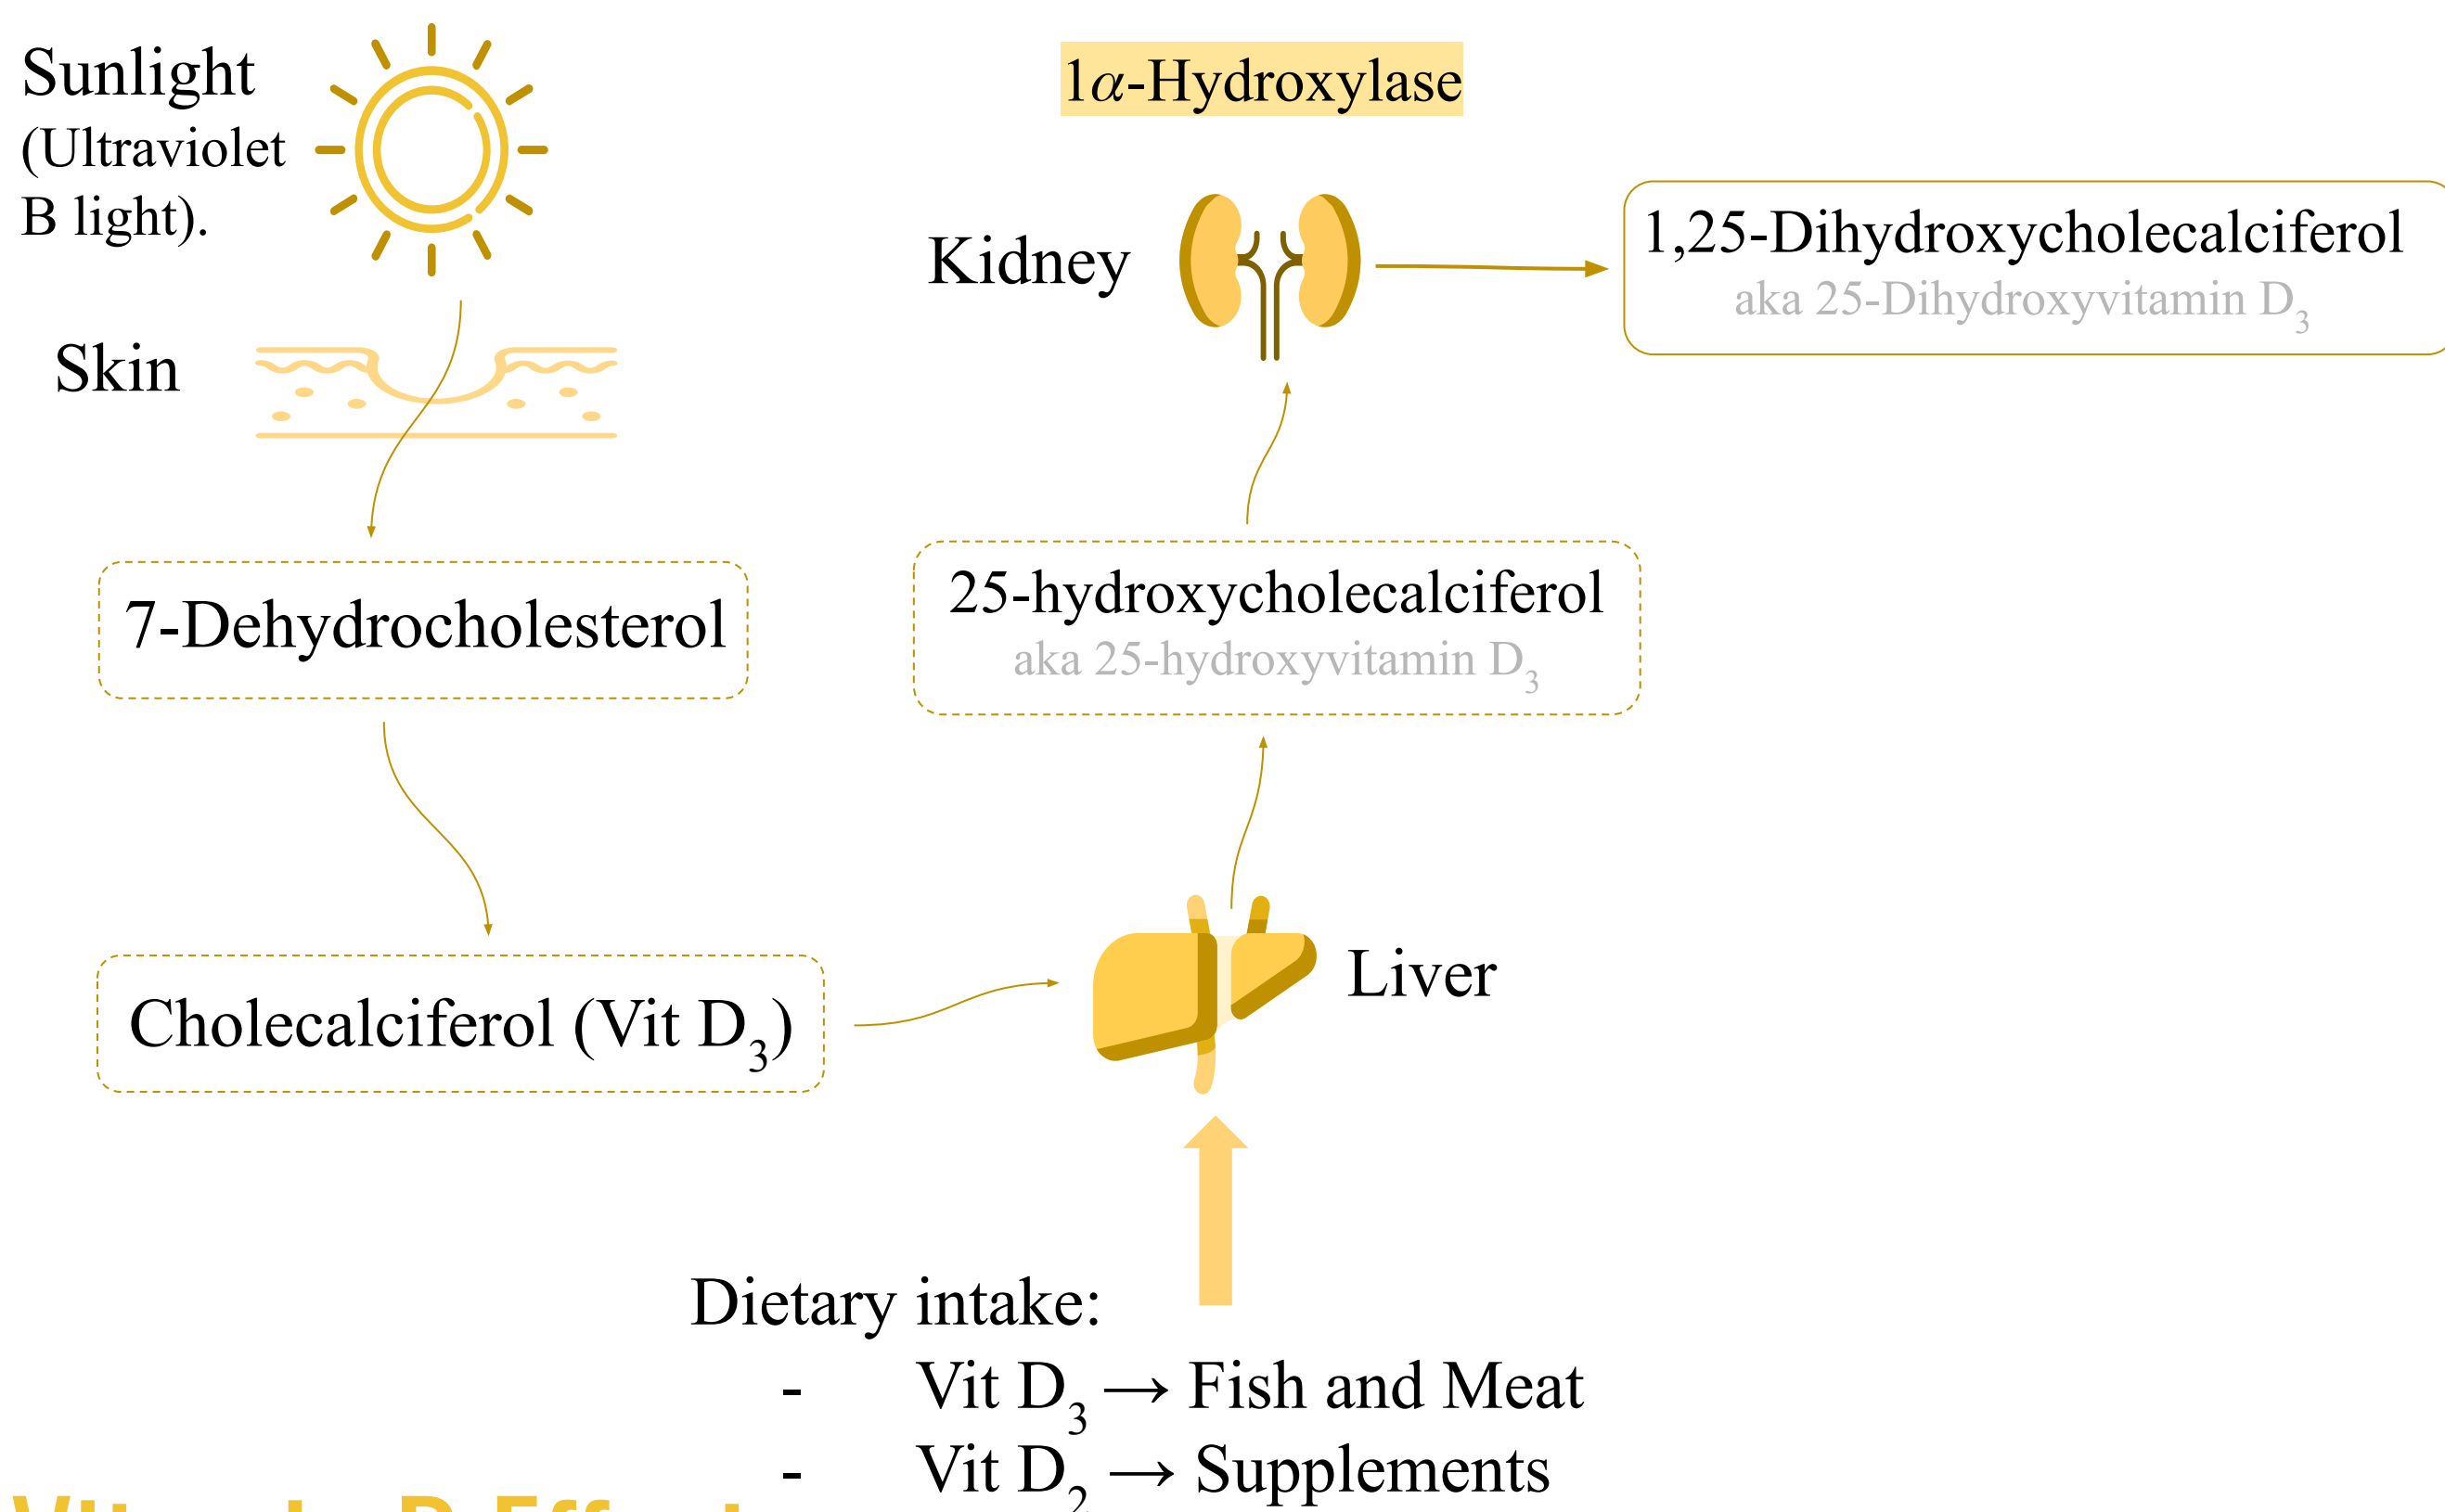 Sunlight
(Ultraviolet
B light).
Skin
7-Dehydrocholesterol
Cholecalciferol (Vit D3)
1α-Hydroxylase
Kidney
1,25-Dihydroxycholecalciferol
aka 25-Dihydroxyvitamin D3
25-hydroxycholecalciferol
aka 25-hydroxyvitamin D3
Liver
Dietary intake:
- Vit D3 → Fish and Meat
- Vit D2 → Supplements